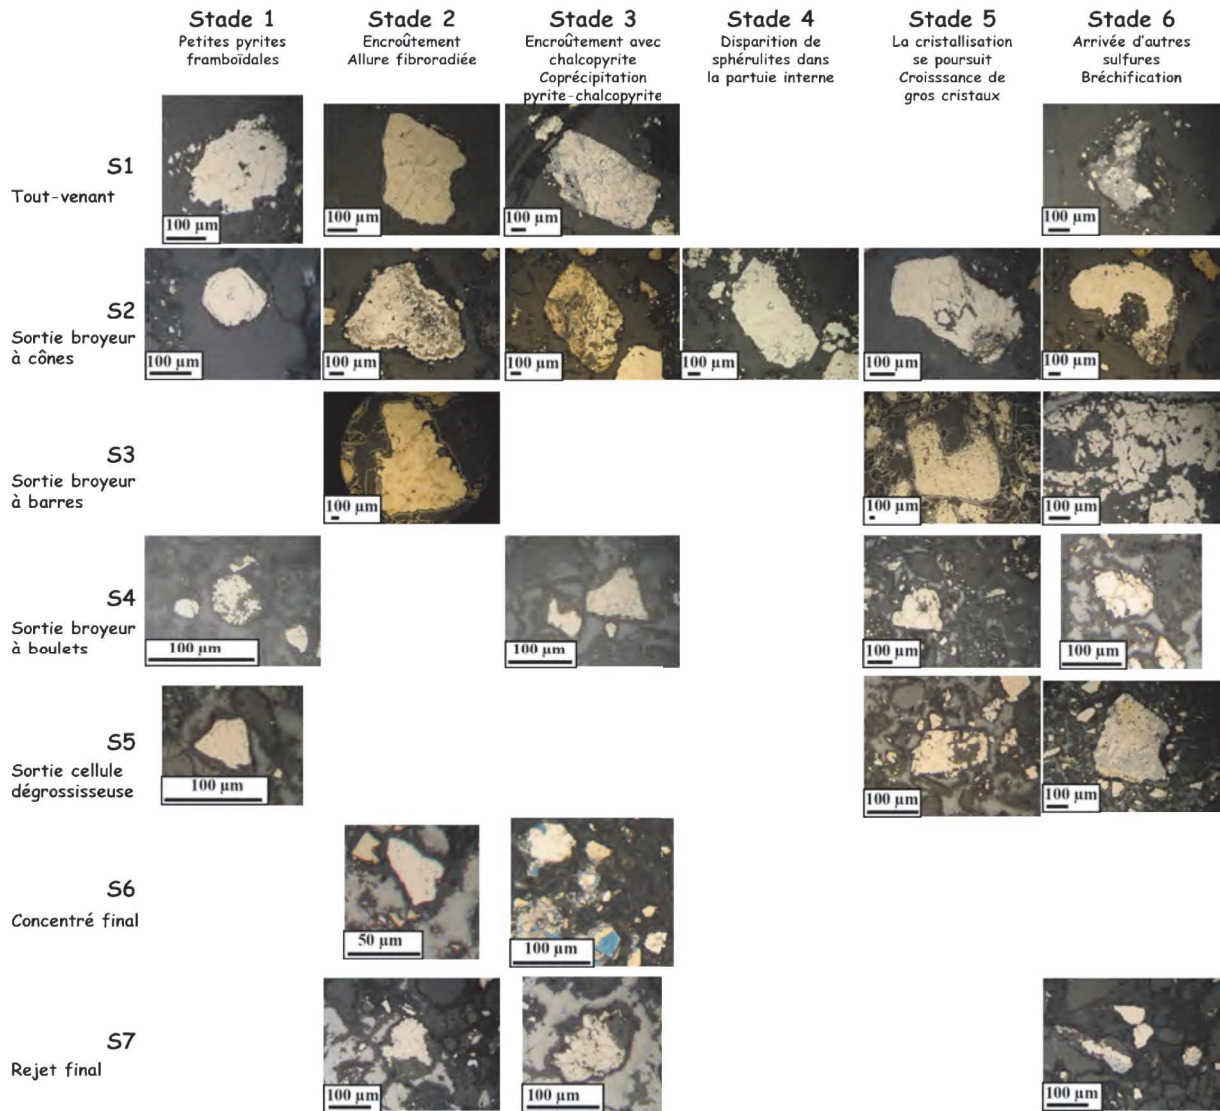 Stade 1
Petites pyrites
framboïdales
Stade 2
Encroûtement
Allure fibroradiée
Stade 3
Encroûtement avec
chalcopyrite
Coprécipitation
pyrite-chalcopyrite
Stade 4
Disparition de
sphérulites dans
la partuie interne
Stade 5
La cristallisation
se poursuit
Croisssance de
gros cristaux
Stade 6
Arrivée d'autres
sulfures
Bréchification
S1
Tout-venant
100 µm
100 µm
100 µm
100 µm
S2
Sortie broyeur
à cônes
100 µm
100 µm
100 µm
100 µm
100 µm
100 µm
S3
Sortie broyeur
à barres
100 µm
100 µm
100 µm
S4
Sortie broyeur
à boulets
100 µm
100 µm
100 µm
100 µm
S5
Sortie cellule
dégrossisseuse
100 µm
100 µm
100 µm
S6
Concentré final
50 µm
100 µm
S7
Rejet final
100 µm
100 µm
100 µm